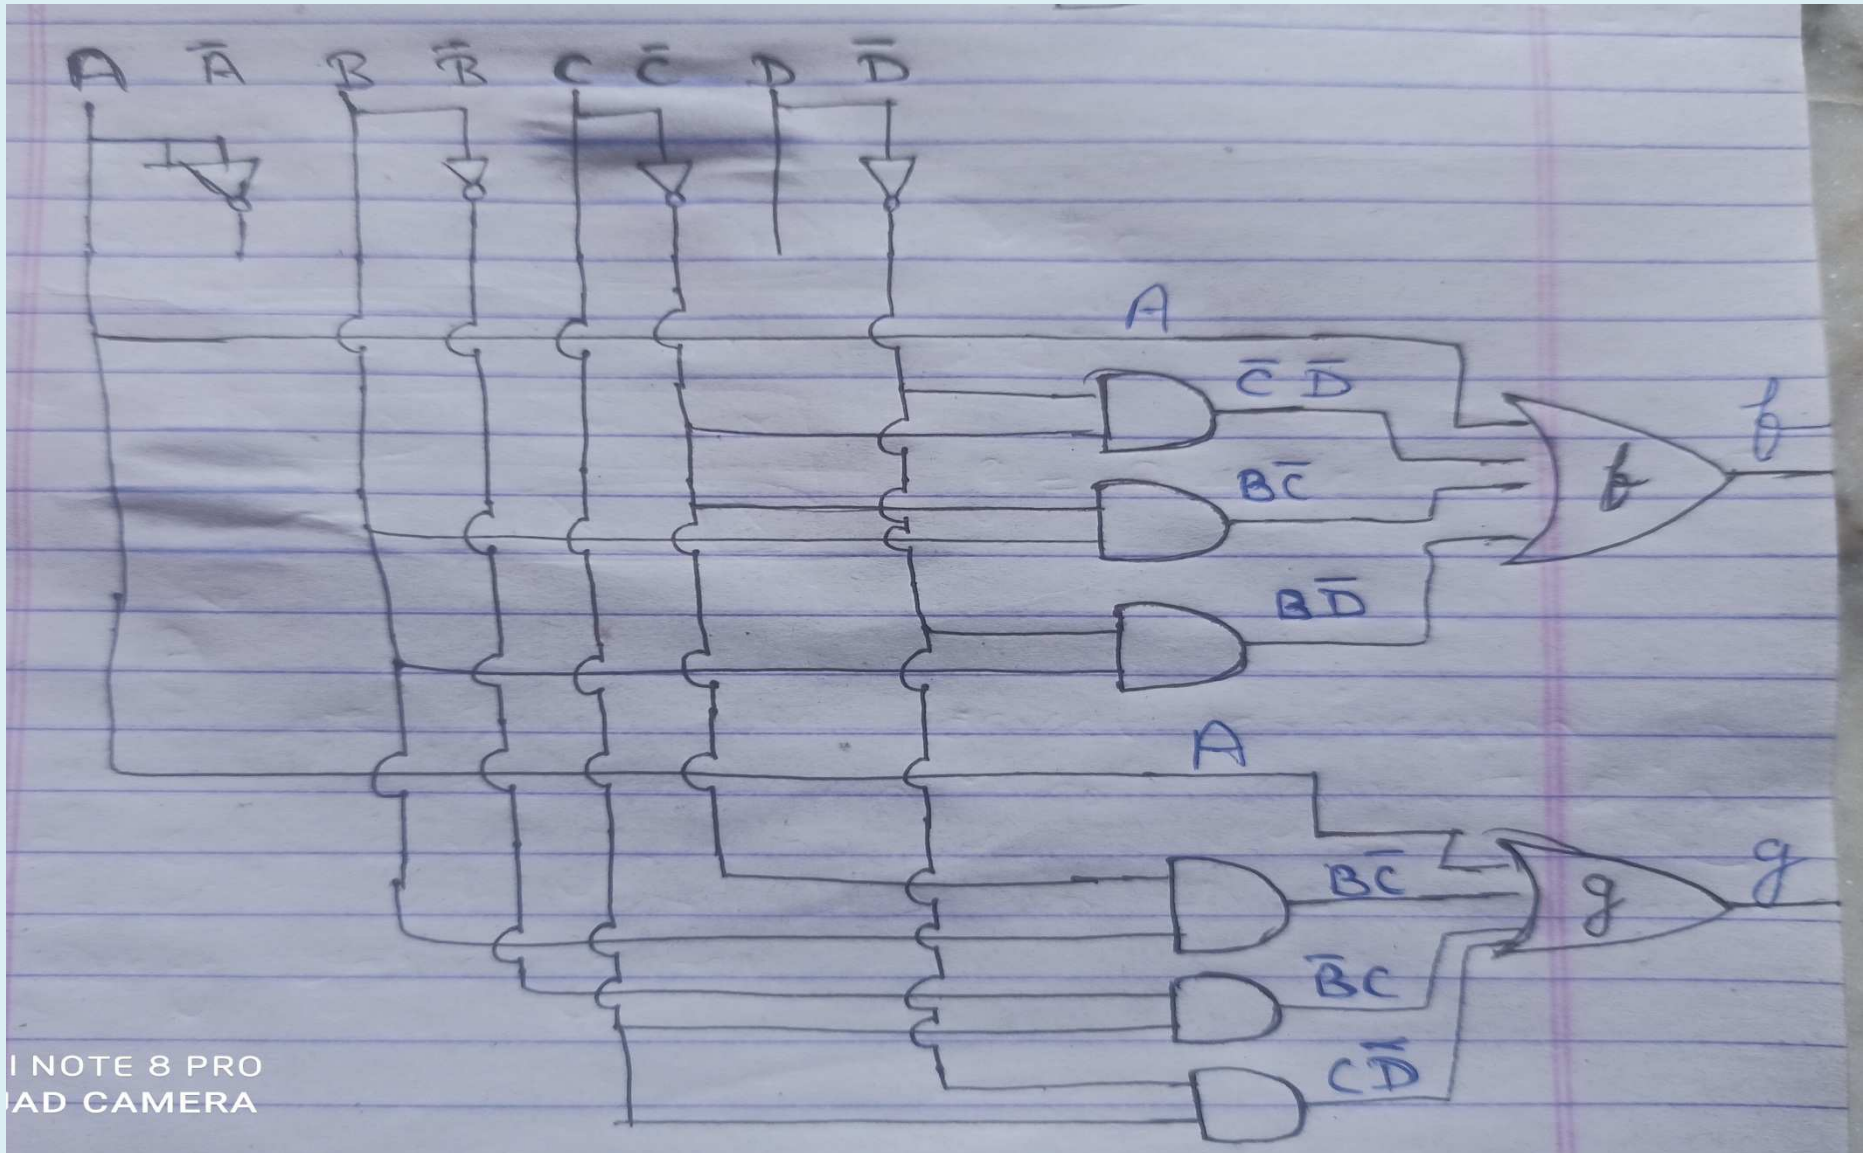 A A̅ B B̅ C C̅ D D̅
A
C̅ D̅
f
BC̅
f
BD̅
A
BC̅
g
g
B̅C
CD̅
I NOTE 8 PRO
AD CAMERA